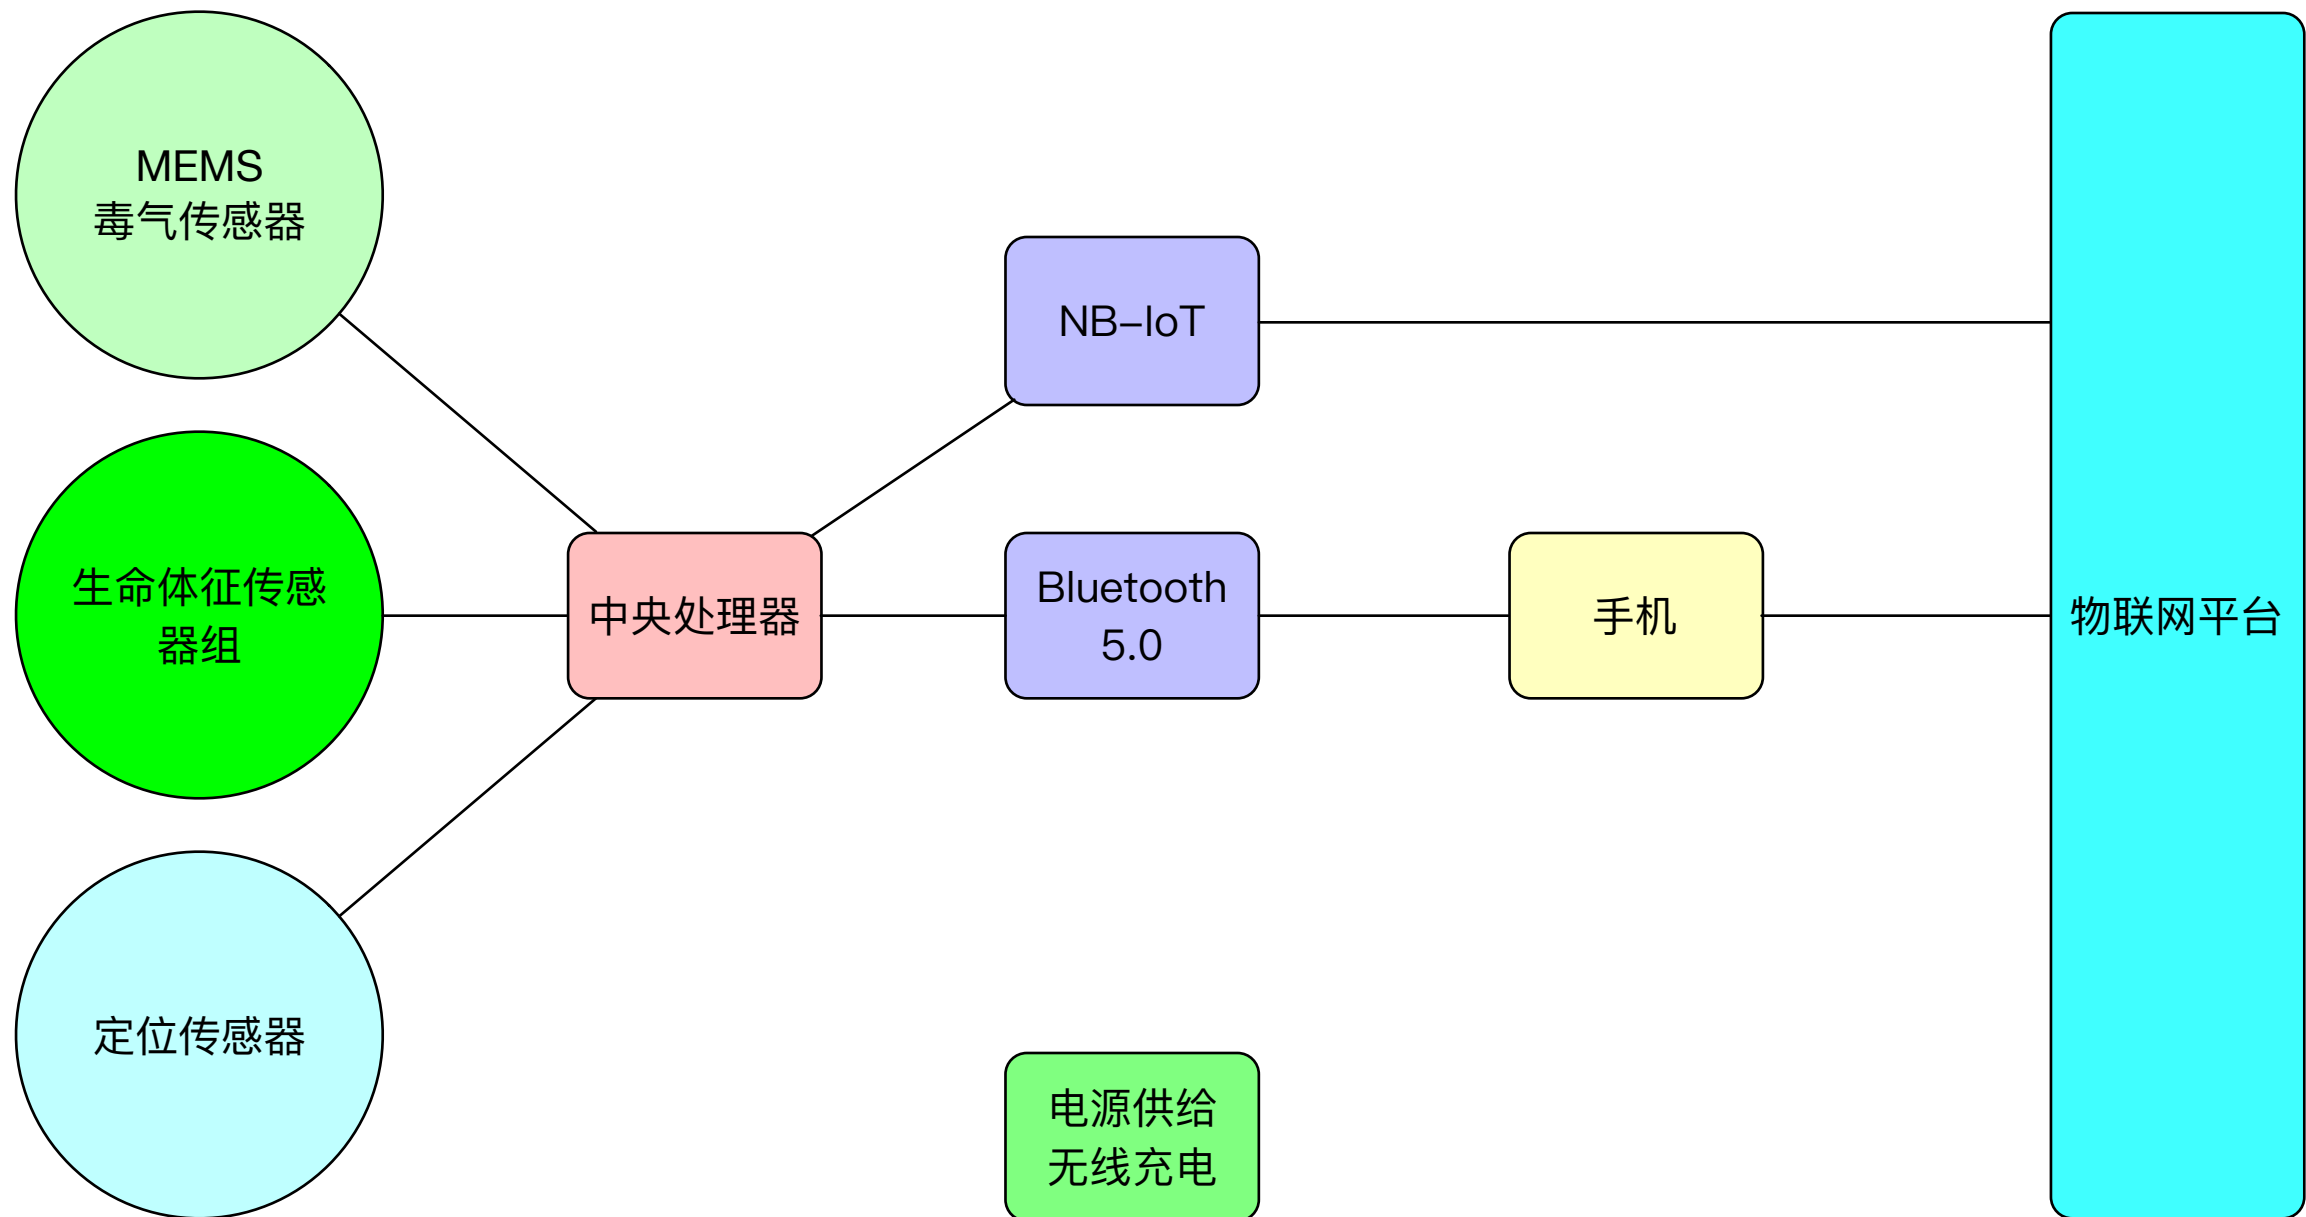 MEMS
毒气传感器
NB-IoT
生命体征传感
器组
中央处理器
Bluetooth
5.0
手机
物联网平台
定位传感器
电源供给
无线充电